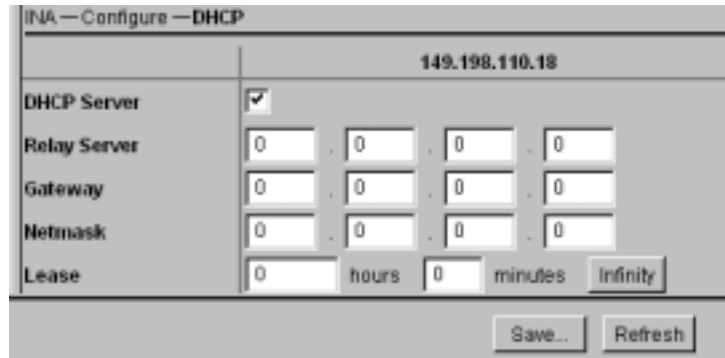 INA—Configure—DHCP
149.198.110.18
DHCP Server
Relay Server 0 . 0 . 0 . 0
Gateway 0 . 0 . 0 . 0
Netmask 0 . 0 . 0 . 0
Lease 0 hours 0 minutes Infinity
Save... Refresh